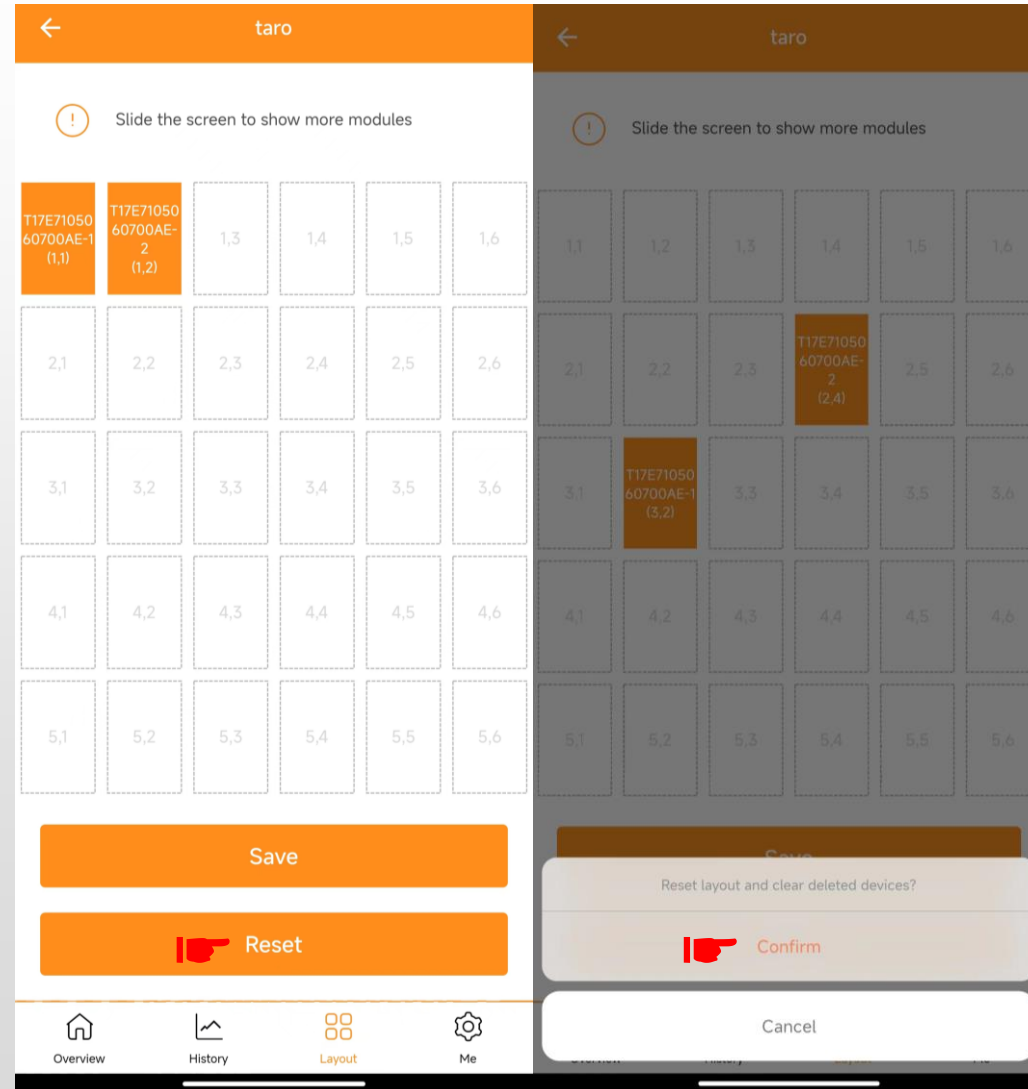 taro
Slide the screen to show more modules
T17E71050
60700AE-1
(1,1)
T17E71050
60700AE-
2
(1,2)
1,3
1,4
1,5
1,6
2,1
2,2
2,3
2,4
2,5
2,6
3,1
3,2
3,3
3,4
3,5
3,6
4,1
4,2
4,3
4,4
4,5
4,6
5,1
5,2
5,3
5,4
5,5
5,6
Save
Reset
Overview
History
Layout
Me
taro
Slide the screen to show more modules
1,1
1,2
1,3
1,4
1,5
1,6
2,1
2,2
2,3
T17E71050
60700AE-
2
(2,4)
2,5
2,6
3,1
T17E71050
60700AE-1
(3,2)
3,3
3,4
3,5
3,6
4,1
4,2
4,3
4,4
4,5
4,6
5,1
5,2
5,3
5,4
5,5
5,6
Reset layout and clear deleted devices?
Confirm
Cancel